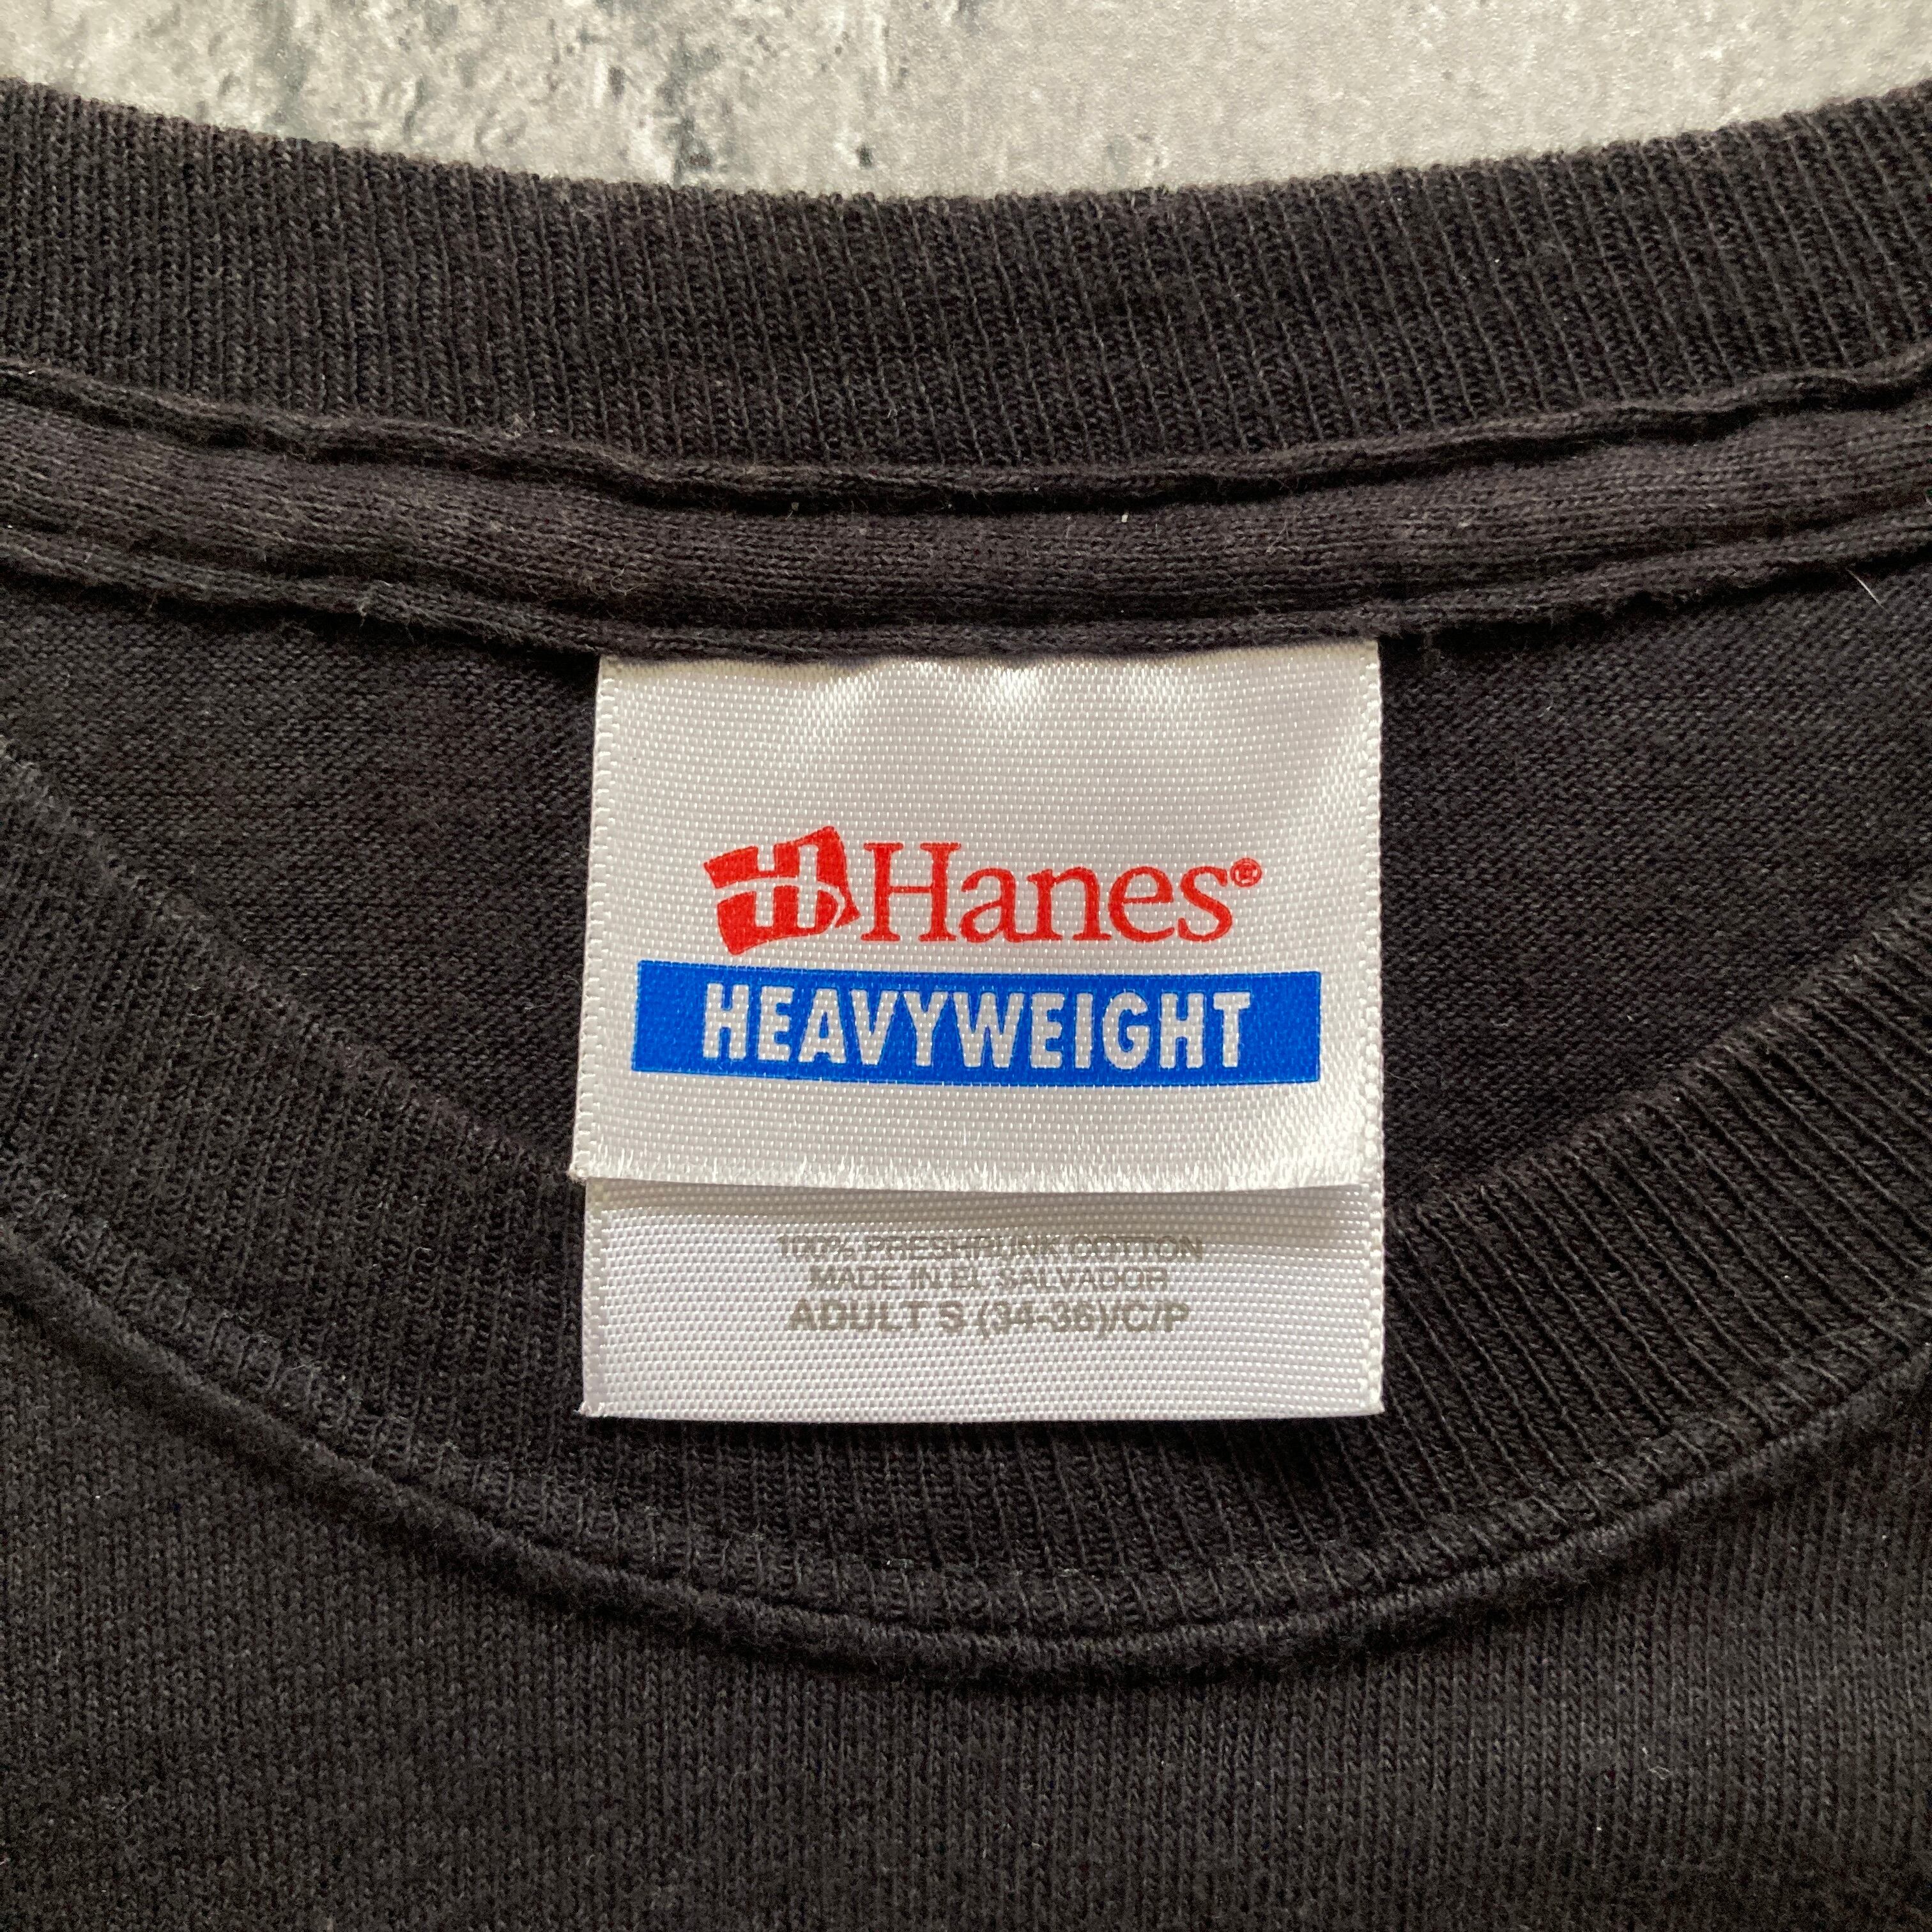 H Hanes®
HEAVYWEIGHT
100% PRESHRUNK COTTON
MADE IN EL SALVADOR
ADULT S (34-36)/C/P